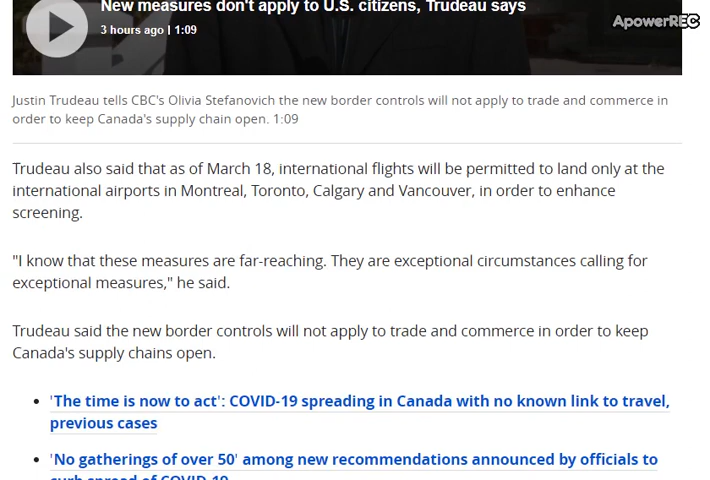 New measures don't apply to U.S. citizens, Trudeau says
ApowerREC
3 hours ago | 1:09
Justin Trudeau tells CBC's Olivia Stefanovich the new border controls will not apply to trade and commerce in
order to keep Canada's supply chain open. 1:09
Trudeau also said that as of March 18, international flights will be permitted to land only at the
international airports in Montreal, Toronto, Calgary and Vancouver, in order to enhance
screening.
"I know that these measures are far-reaching. They are exceptional circumstances calling for
exceptional measures," he said.
Trudeau said the new border controls will not apply to trade and commerce in order to keep
Canada's supply chains open.
• 'The time is now to act': COVID-19 spreading in Canada with no known link to travel,
previous cases
• 'No gatherings of over 50' among new recommendations announced by officials to
curb spread of COVID-19